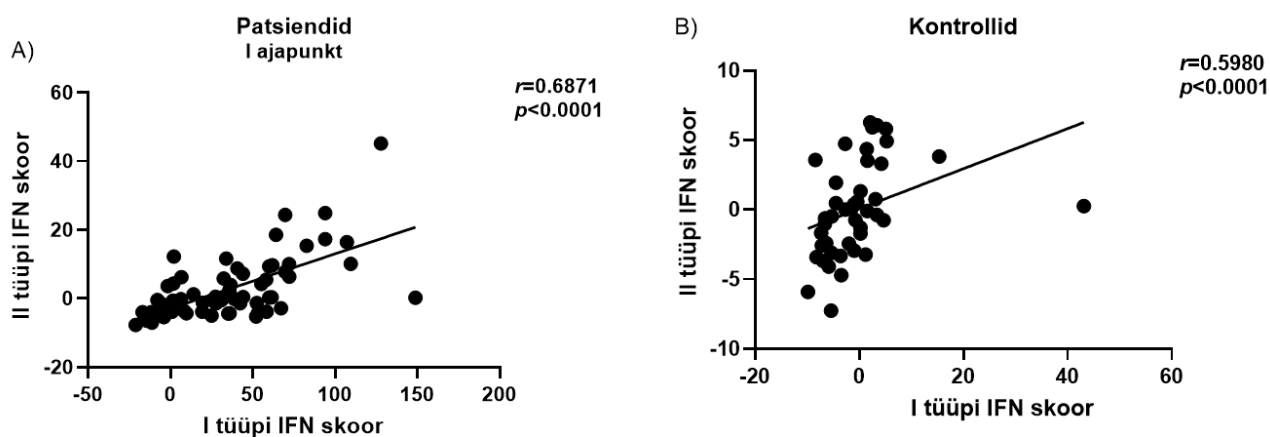 A)
Patsiendid
I ajapunkt
r=0.6871
p<0.0001
60
40
20
0
-20
II tüüpi IFN skoor
-50 0 50 100 150 200
I tüüpi IFN skoor
B)
Kontrollid
r=0.5980
p<0.0001
10
5
0
-5
-10
II tüüpi IFN skoor
-20 0 20 40 60
I tüüpi IFN skoor